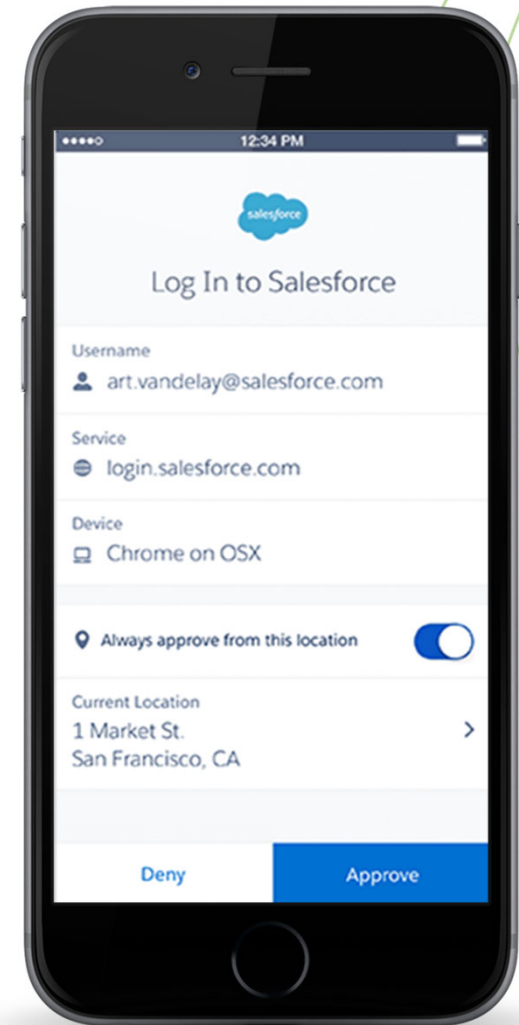 12:34 PM
salesforce
Log In to Salesforce
Username
art.vandelay@salesforce.com
Service
login.salesforce.com
Device
Chrome on OSX
Always approve from this location
Current Location
1 Market St.
San Francisco, CA
Deny
Approve